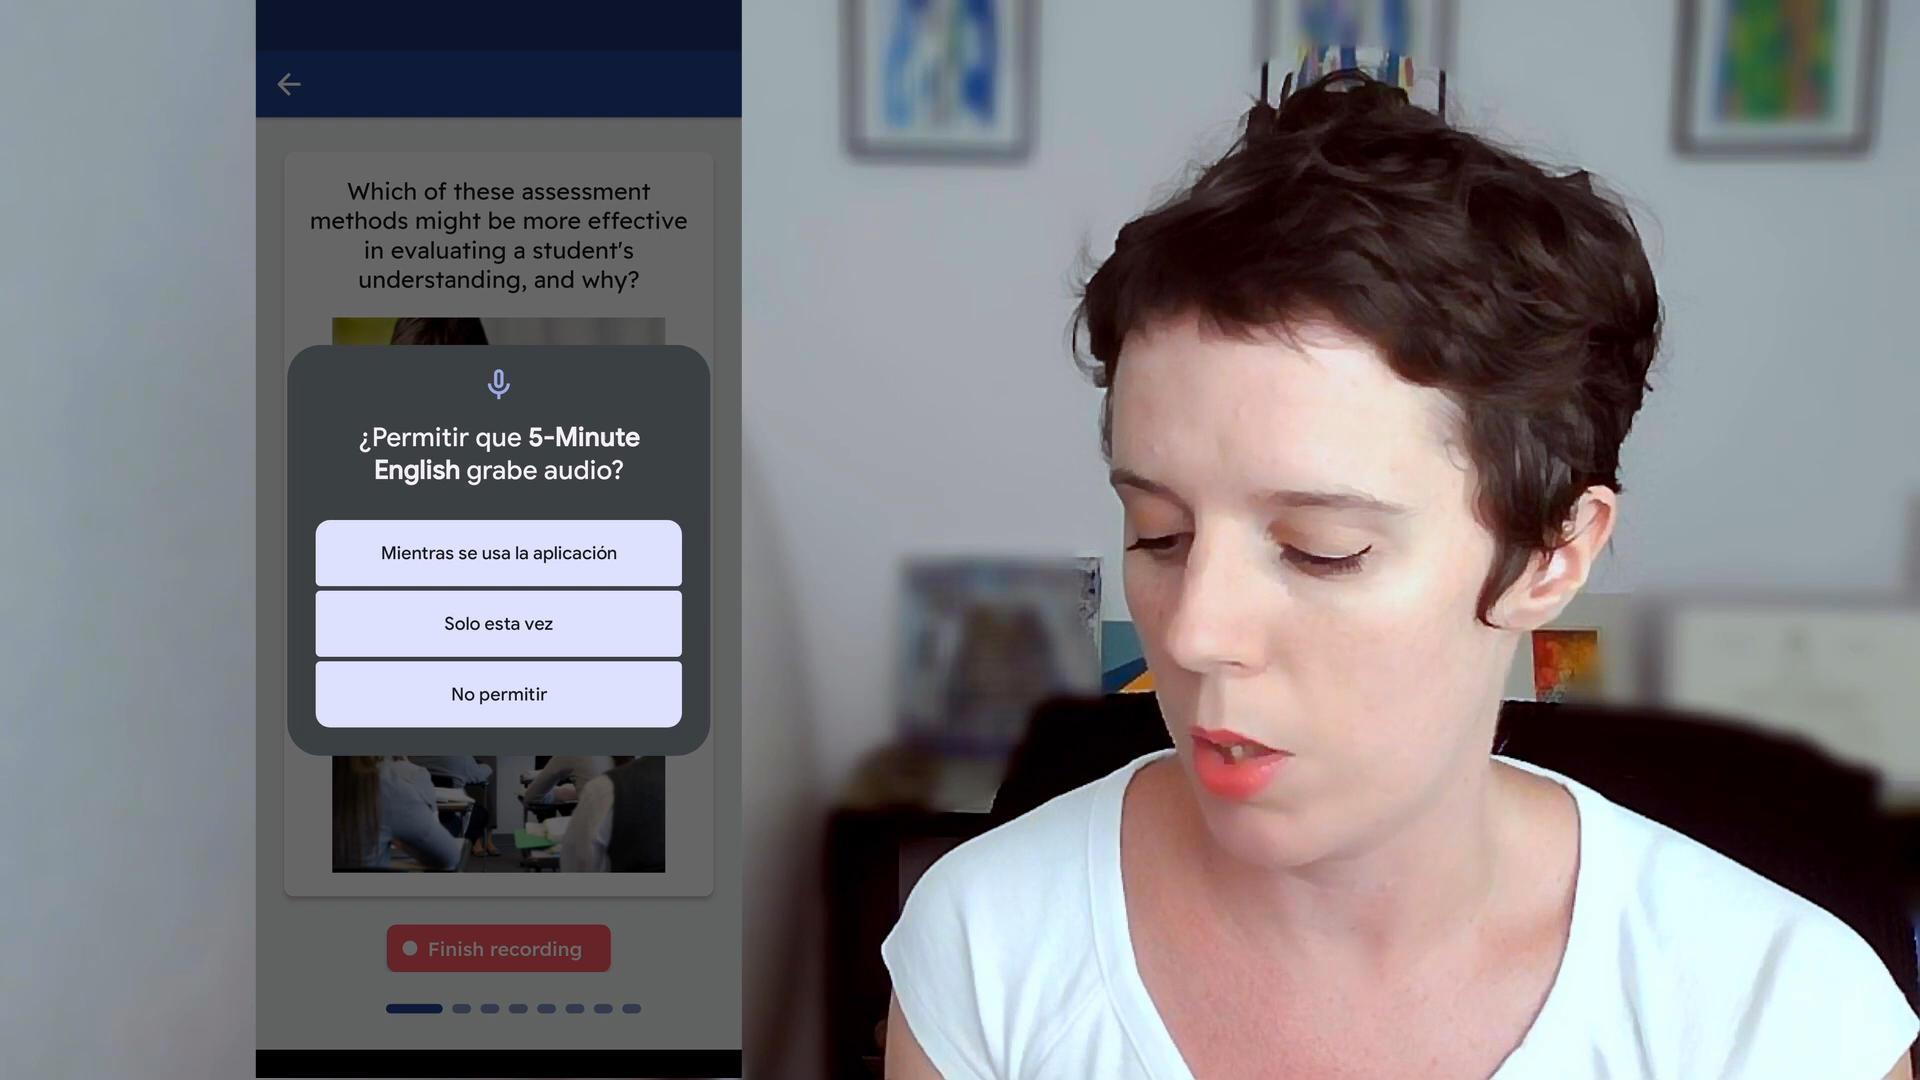 Which of these assessment
methods might be more effective
in evaluating a student's
understanding, and why?
¿Permitir que 5-Minute
English grabe audio?
Mientras se usa la aplicación
Solo esta vez
No permitir
Finish recording